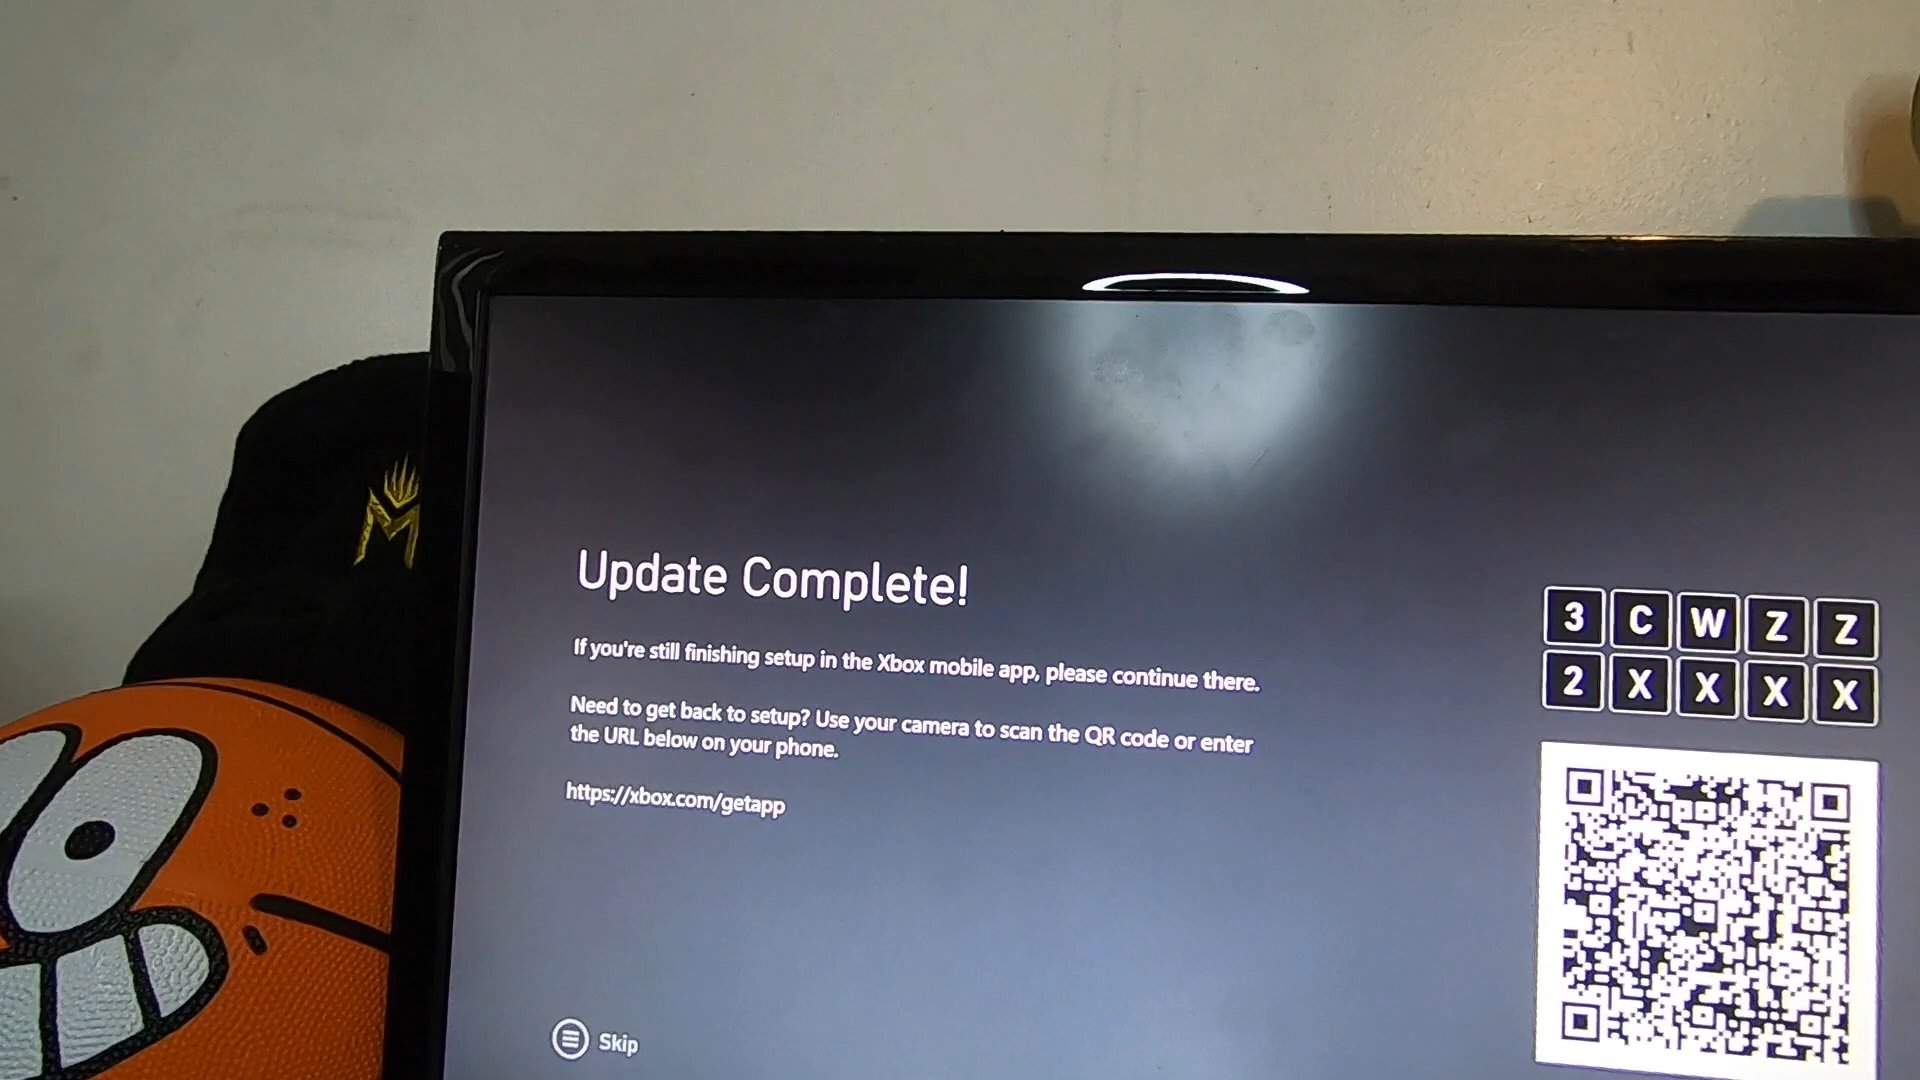 M
Update Complete!
If you're still finishing setup in the Xbox mobile app, please continue there.
Need to get back to setup? Use your camera to scan the QR code or enter
the URL below on your phone.
https://xbox.com/getapp
Skip
3 C W Z Z
2 X X X X